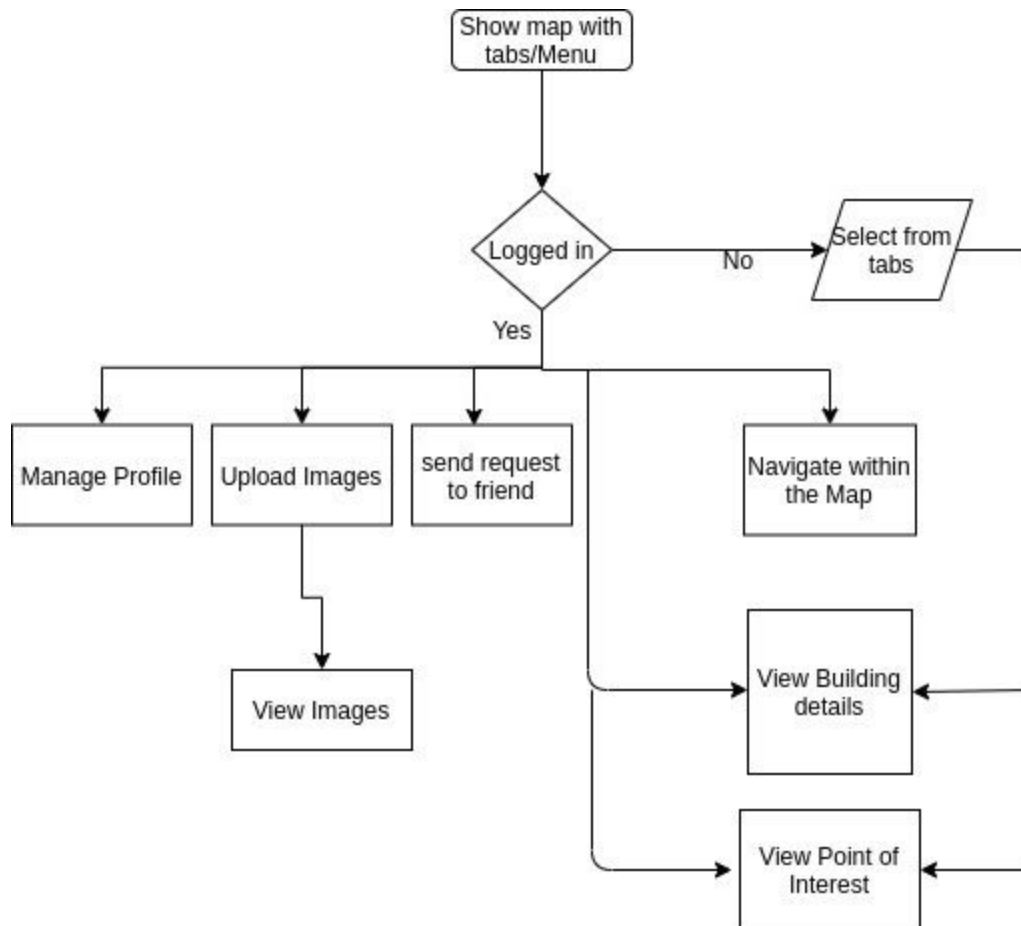 Show map with
tabs/Menu
Logged in
No
Select from
tabs
Yes
Manage Profile
Upload Images
send request
to friend
Navigate within
the Map
View Images
View Building
details
View Point of
Interest